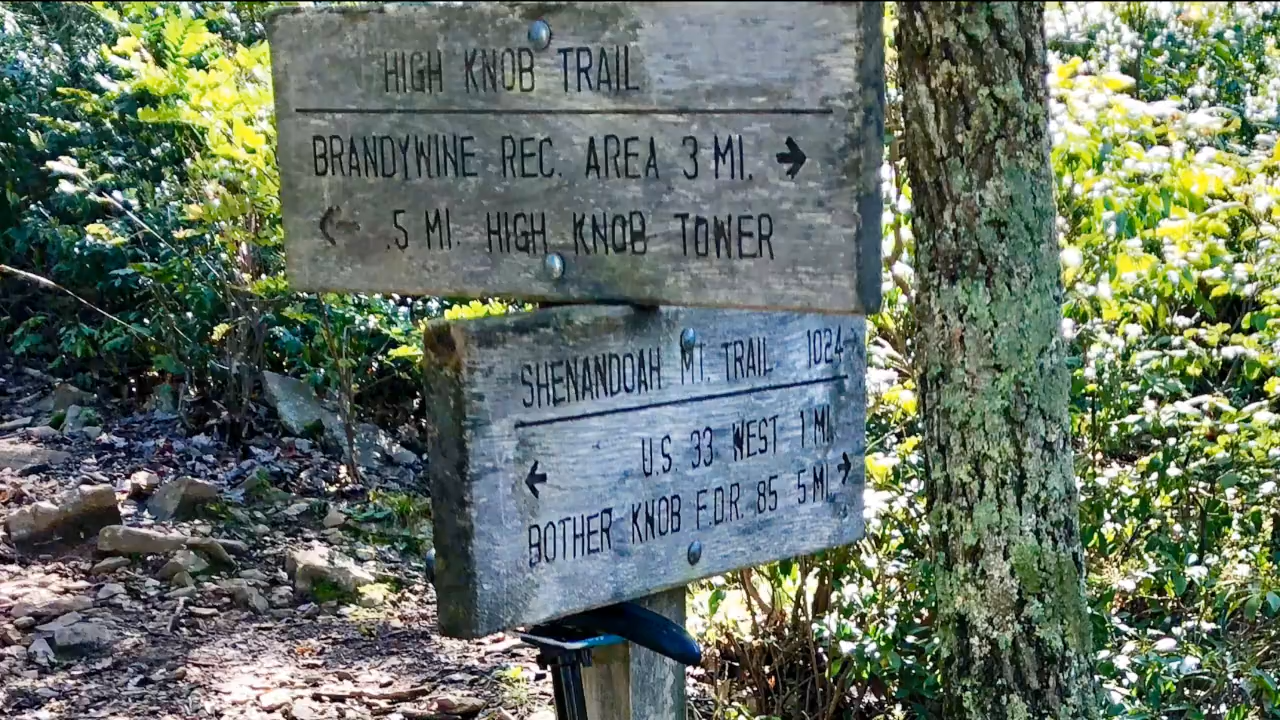 HIGH KNOB TRAIL
BRANDYWINE REC. AREA 3 MI. →
← .5 MI. HIGH KNOB TOWER
SHENANDOAH MT. TRAIL 1024
U.S. 33 WEST 1 MI.
← →
BOTHER KNOB F.D.R. 85 5 MI.